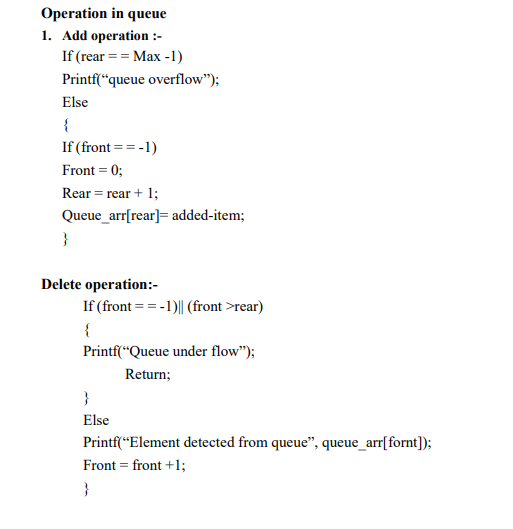 Operation in queue
1. Add operation :-
If (rear = = Max -1)
Printf(“queue overflow”);
Else
{
If (front = = -1)
Front = 0;
Rear = rear + 1;
Queue_arr[rear]= added-item;
}
Delete operation:-
If (front = = -1)|| (front >rear)
{
Printf(“Queue under flow”);
Return;
}
Else
Printf(“Element detected from queue”, queue_arr[fornt]);
Front = front +1;
}